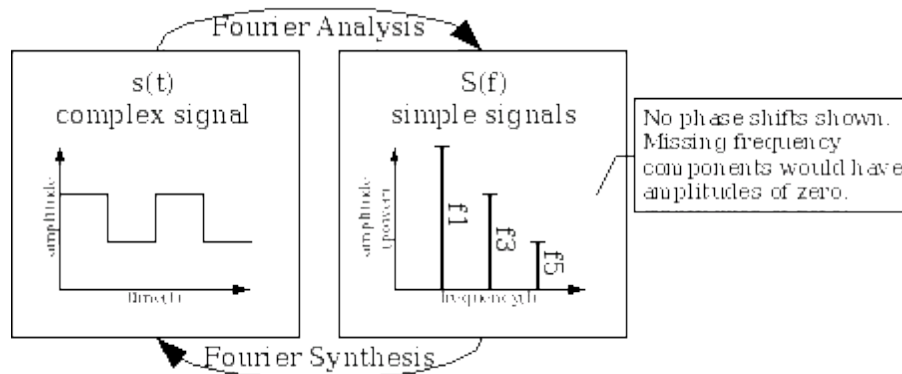 Fourier Analysis
s(t)
complex signal
amplitude
time(t)
S(f)
simple signals
amplitude
(power)
f1
f3
f5
frequency(f)
No phase shifts shown.
Missing frequency
components would have
amplitudes of zero.
Fourier Synthesis